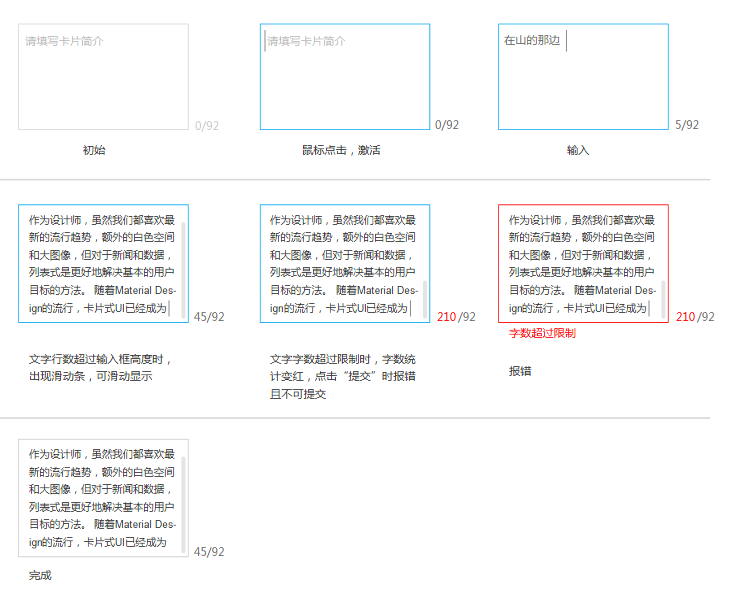 请填写卡片简介
0/92
初始
请填写卡片简介
0/92
鼠标点击，激活
在山的那边
5/92
输入
作为设计师，虽然我们都喜欢最
新的流行趋势，额外的白色空间
和大图像，但对于新闻和数据，
列表式是更好地解决基本的用户
目标的方法。 随着Material Des-
ign的流行，卡片式UI已经成为
45/92
文字行数超过输入框高度时，
出现滑动条，可滑动显示
作为设计师，虽然我们都喜欢最
新的流行趋势，额外的白色空间
和大图像，但对于新闻和数据，
列表式是更好地解决基本的用户
目标的方法。 随着Material Des-
ign的流行，卡片式UI已经成为
210/92
文字字数超过限制时，字数统
计变红，点击“提交”时报错
且不可提交
作为设计师，虽然我们都喜欢最
新的流行趋势，额外的白色空间
和大图像，但对于新闻和数据，
列表式是更好地解决基本的用户
目标的方法。 随着Material Des-
ign的流行，卡片式UI已经成为
210/92
字数超过限制
报错
作为设计师，虽然我们都喜欢最
新的流行趋势，额外的白色空间
和大图像，但对于新闻和数据，
列表式是更好地解决基本的用户
目标的方法。 随着Material Des-
ign的流行，卡片式UI已经成为
45/92
完成